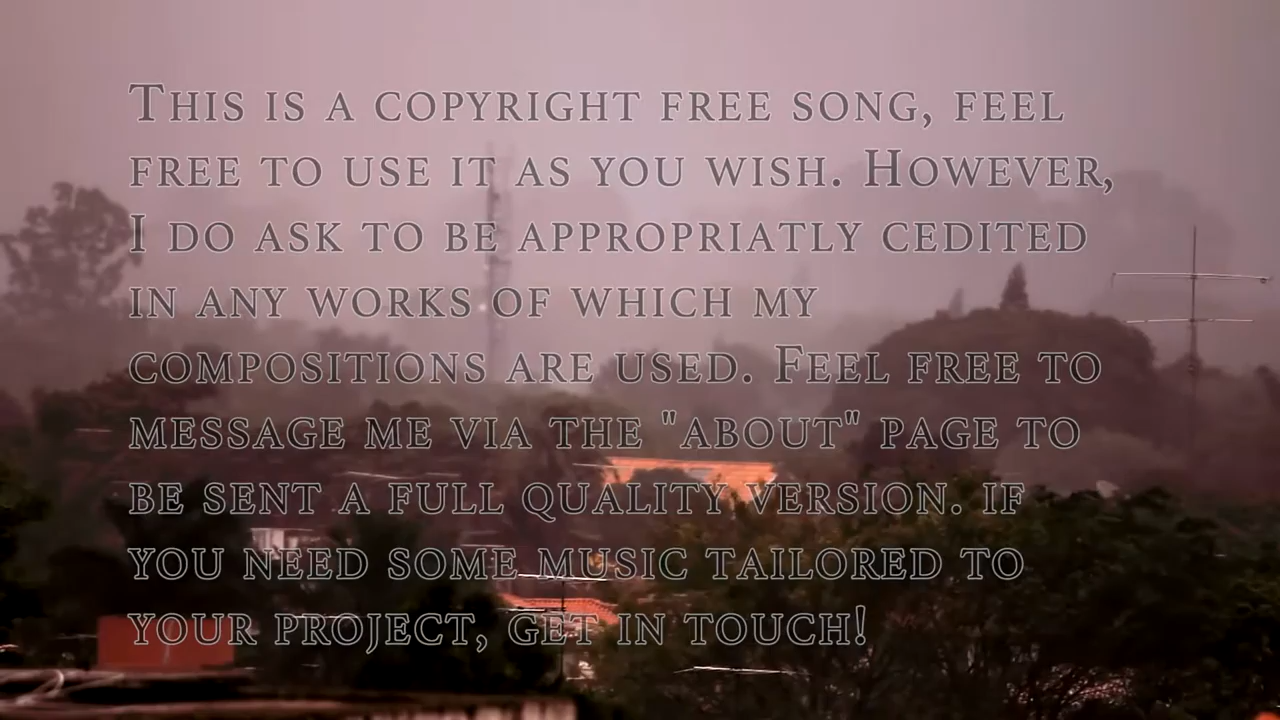 This is a copyright free song, feel
free to use it as you wish. However,
I do ask to be appropriatly cedited
in any works of which my
compositions are used. Feel free to
message me via the "about" page to
be sent a full quality version. If
you need some music tailored to
your project, get in touch!